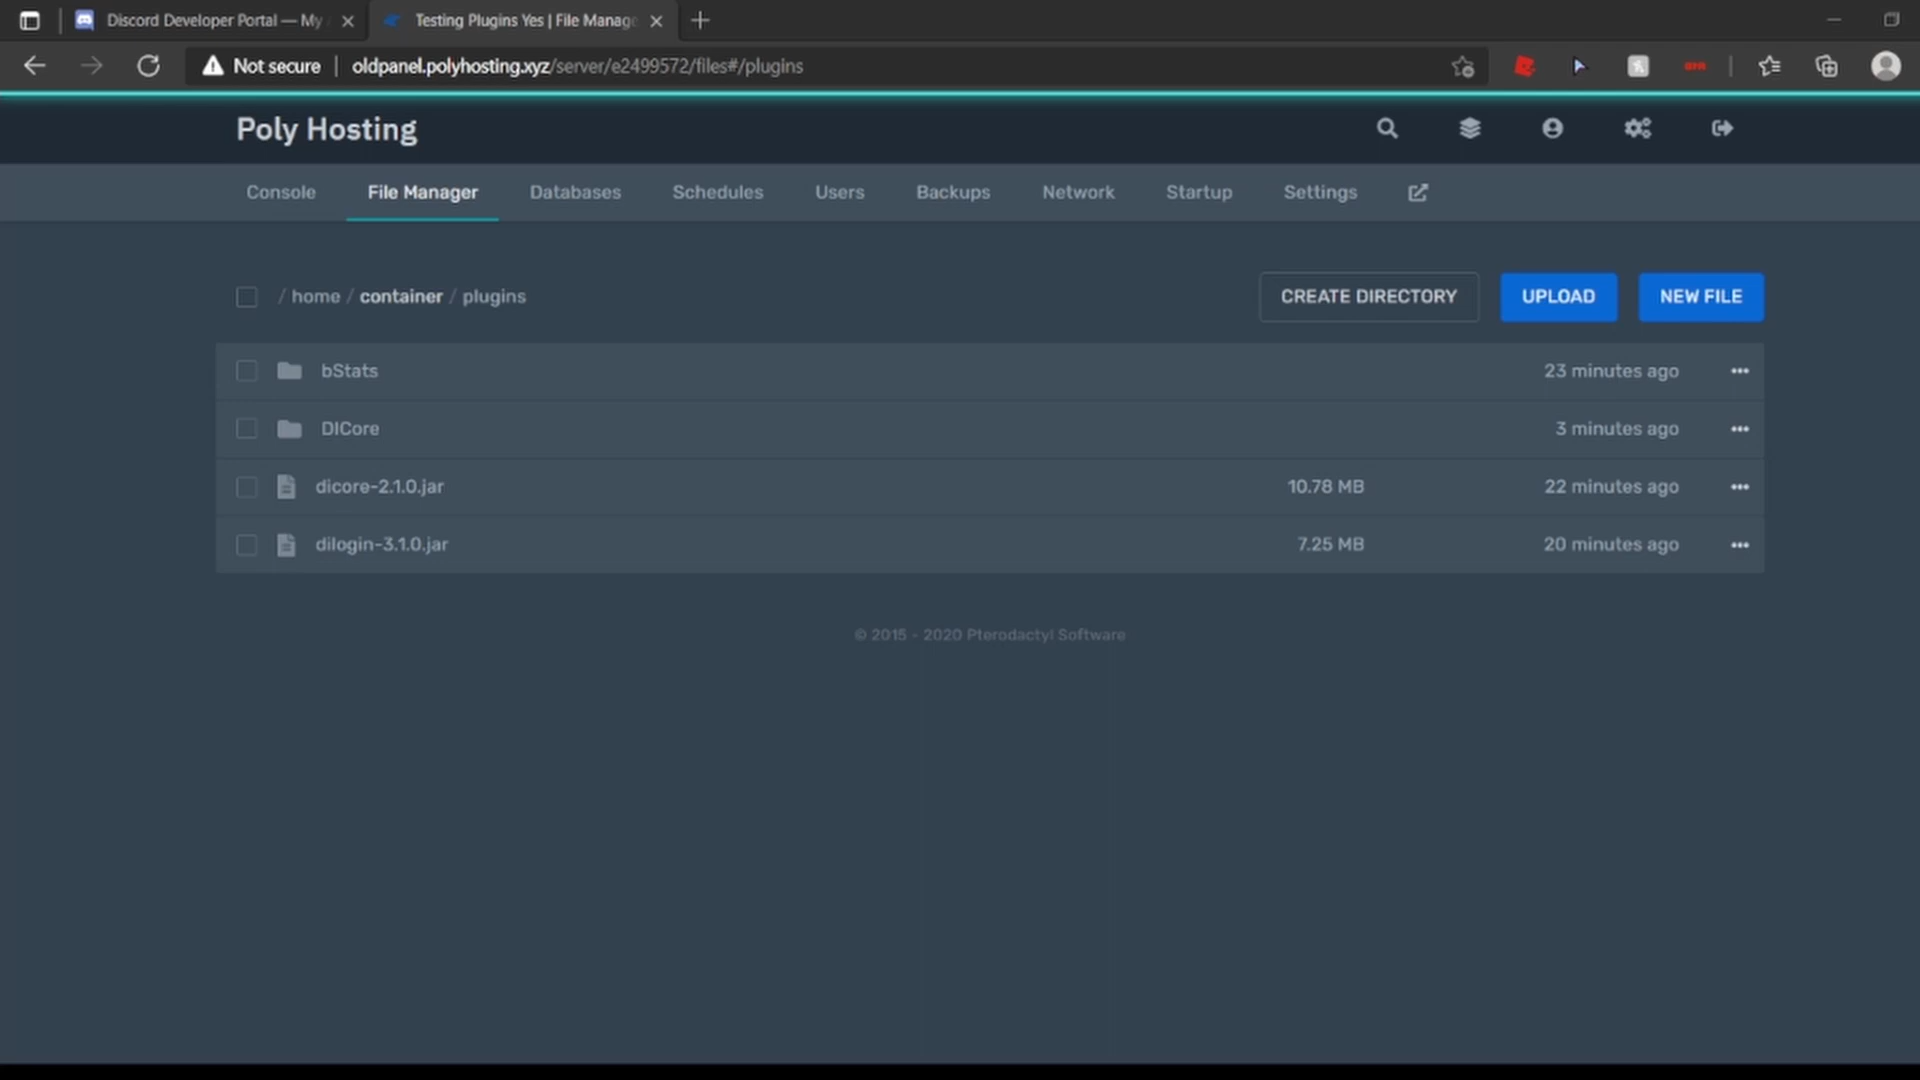 Discord Developer Portal — My
Testing Plugins Yes | File Manag
Not secure
oldpanel.polyhosting.xyz/server/e2499572/files#/plugins
Poly Hosting
Console
File Manager
Databases
Schedules
Users
Backups
Network
Startup
Settings
/ home / container / plugins
CREATE DIRECTORY
UPLOAD
NEW FILE
bStats
23 minutes ago
DICore
3 minutes ago
dicore-2.1.0.jar
10.78 MB
22 minutes ago
dilogin-3.1.0.jar
7.25 MB
20 minutes ago
© 2015 - 2020 Pterodactyl Software